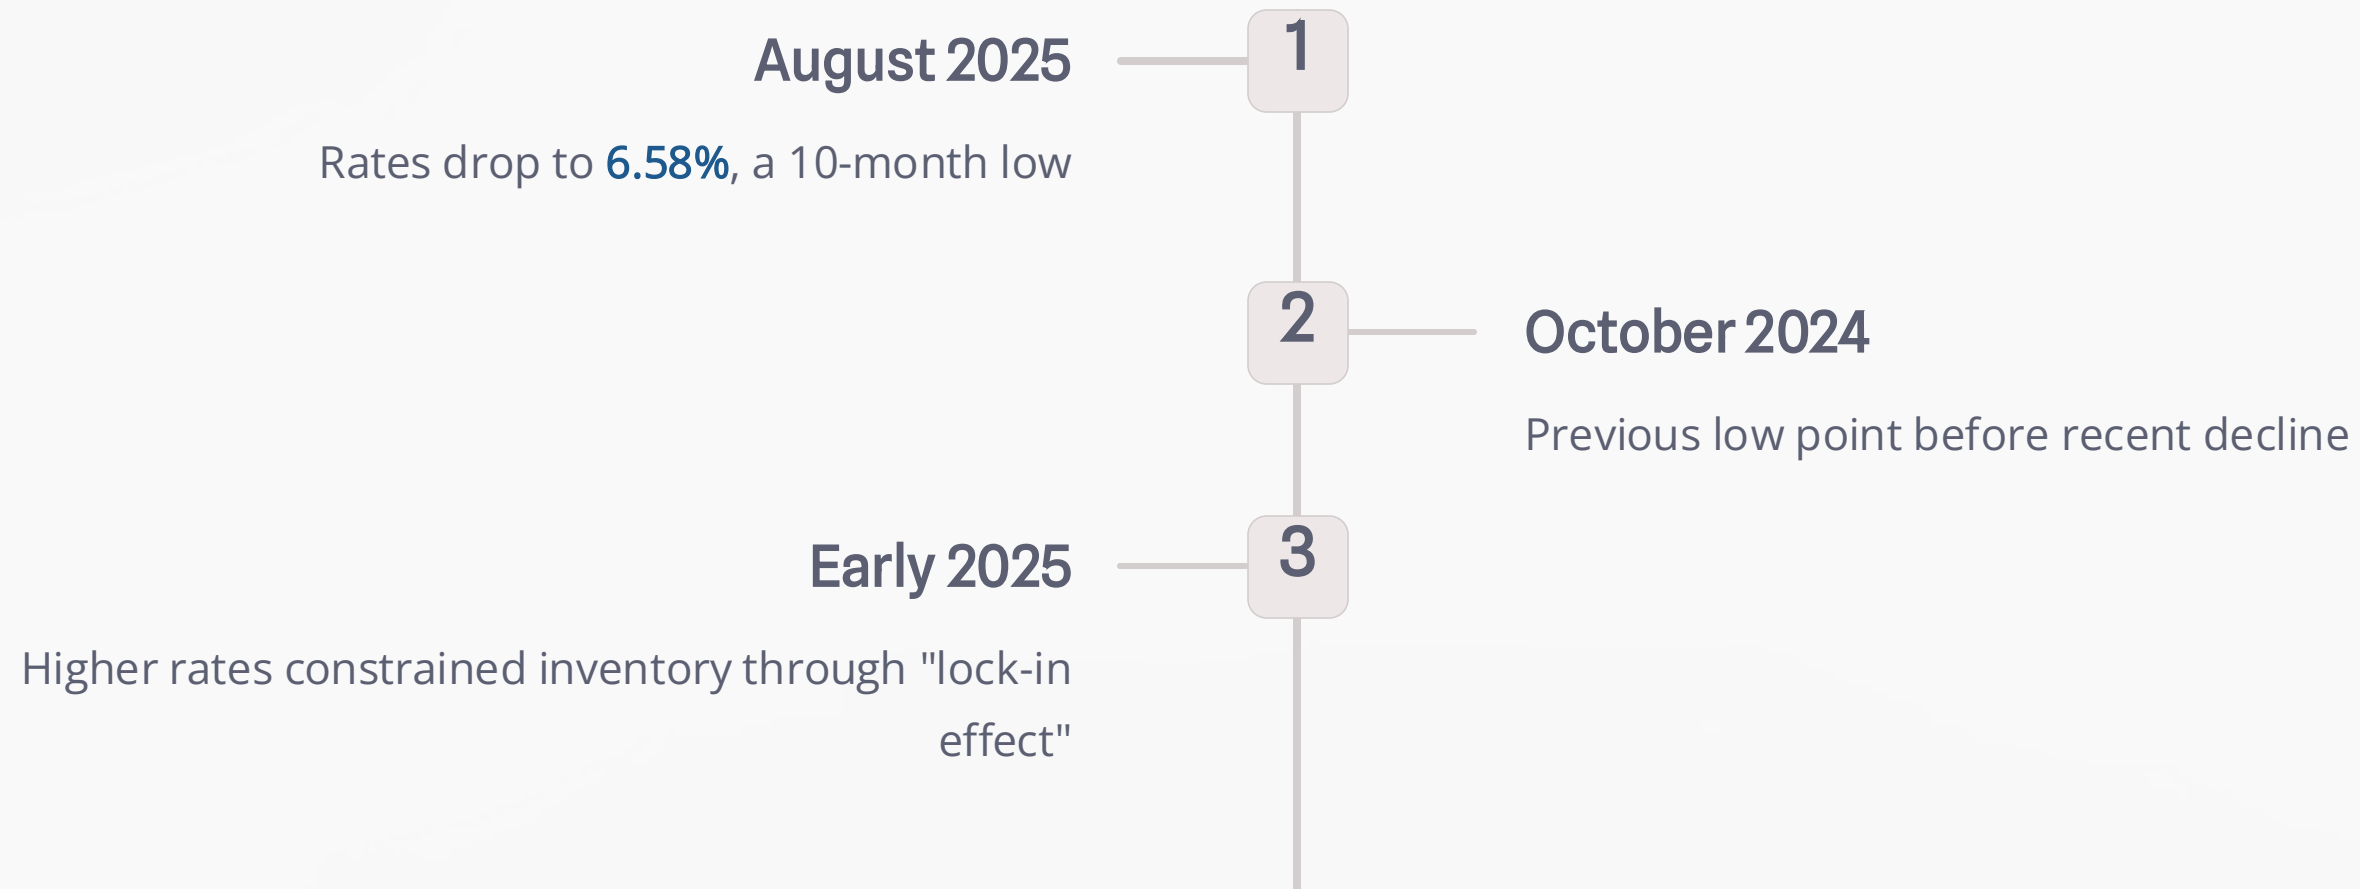 1
August 2025
Rates drop to 6.58%, a 10-month low
2
October 2024
Previous low point before recent decline
3
Early 2025
Higher rates constrained inventory through "lock-in
effect"